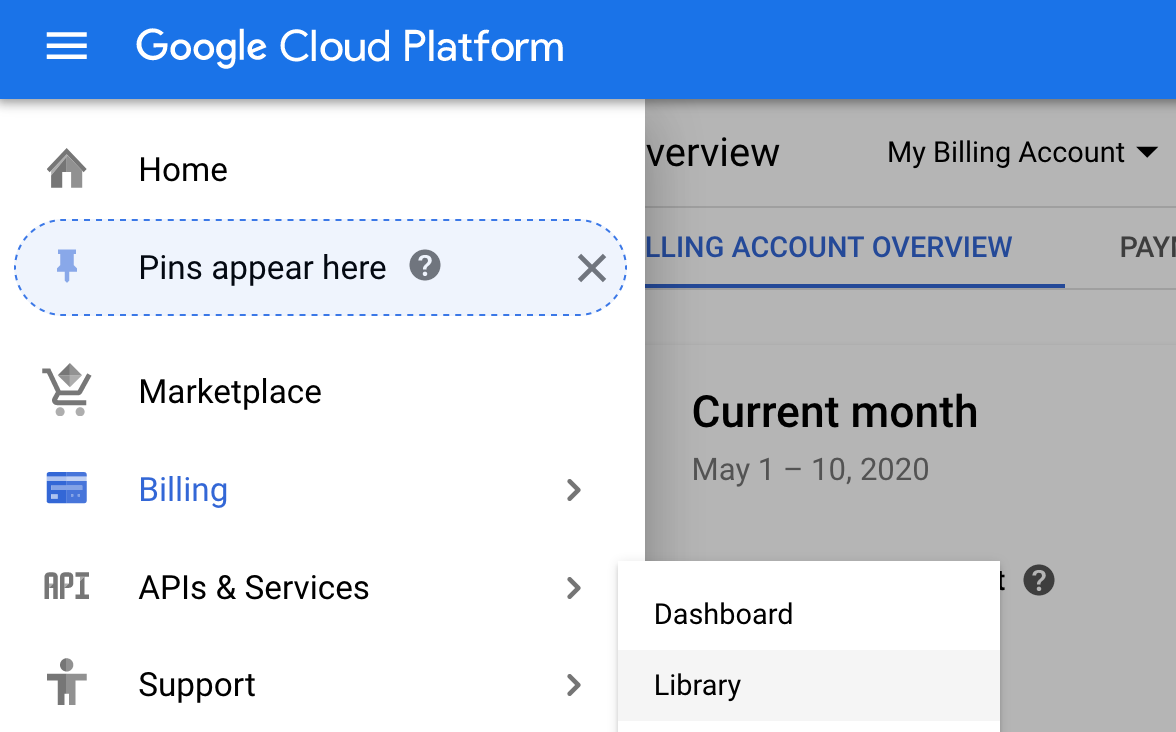 Google Cloud Platform
Home
Pins appear here
Marketplace
Billing
API APIs & Services
Support
Dashboard
Library
verview
My Billing Account
LLING ACCOUNT OVERVIEW
PAY
Current month
May 1 – 10, 2020
t